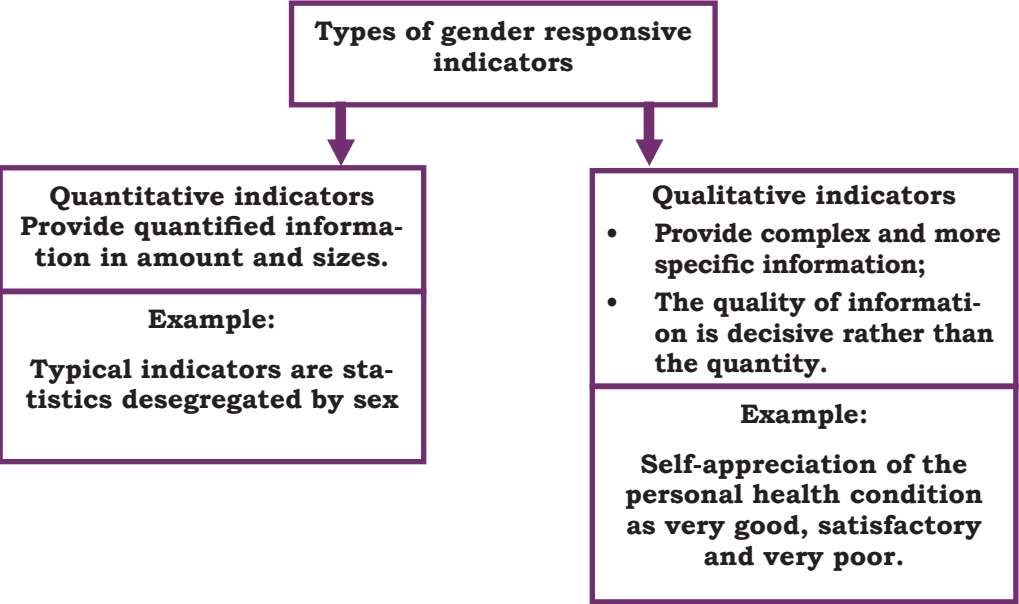 Types of gender responsive
indicators
Quantitative indicators
Provide quantified informa-
tion in amount and sizes.
Example:
Typical indicators are sta-
tistics desegregated by sex
Qualitative indicators
• Provide complex and more
specific information;
• The quality of informati-
on is decisive rather than
the quantity.
Example:
Self-appreciation of the
personal health condition
as very good, satisfactory
and very poor.